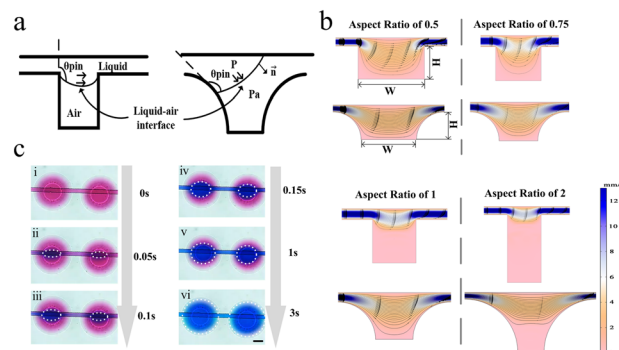 a
θpin
Liquid
Air
Liquid-air
interface
θpin
P
n
Pa
b
Aspect Ratio of 0.5
Aspect Ratio of 0.75
H
W
H
W
Aspect Ratio of 1
Aspect Ratio of 2
12
10
8
6
4
2
c
i
0s
ii
0.05s
iii
0.1s
iv
0.15s
v
1s
vi
3s